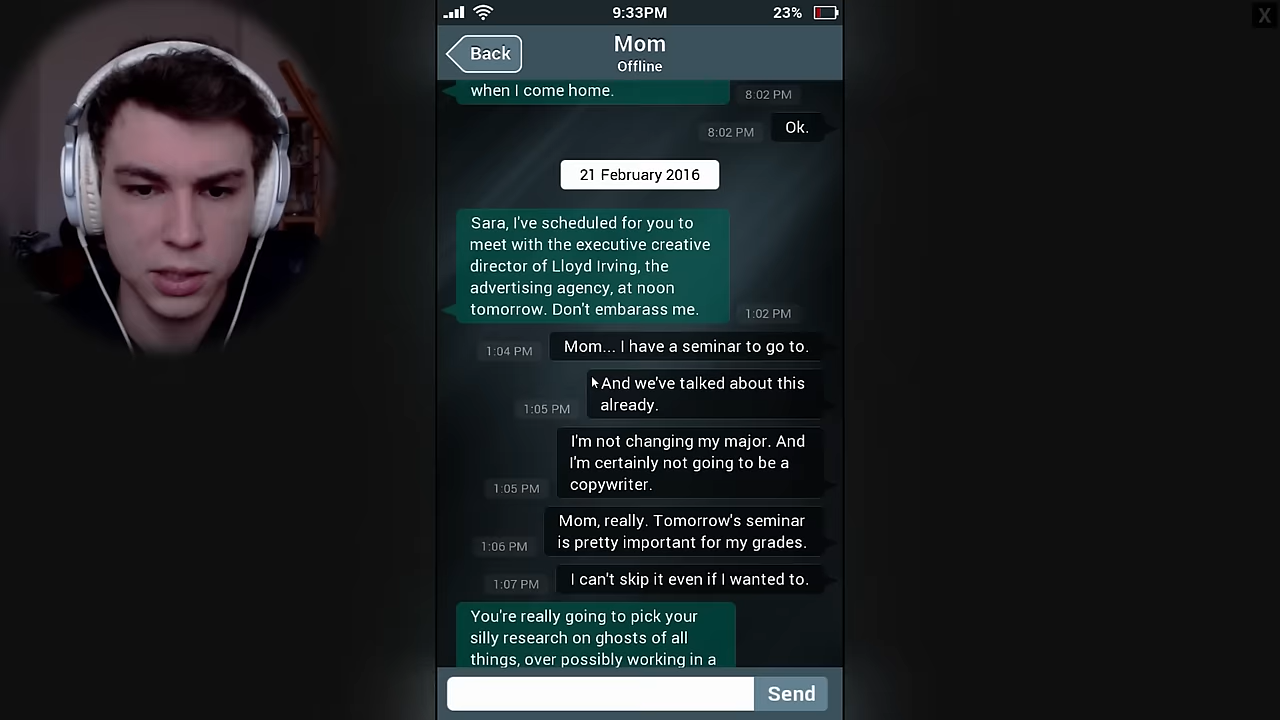 9:33PM
23%
X
Back
Mom
Offline
when I come home.
8:02 PM
8:02 PM
Ok.
21 February 2016
Sara, I've scheduled for you to
meet with the executive creative
director of Lloyd Irving, the
advertising agency, at noon
tomorrow. Don't embarass me.
1:02 PM
1:04 PM
Mom... I have a seminar to go to.
And we've talked about this
already.
1:05 PM
I'm not changing my major. And
I'm certainly not going to be a
copywriter.
1:05 PM
Mom, really. Tomorrow's seminar
is pretty important for my grades.
1:06 PM
I can't skip it even if I wanted to.
1:07 PM
You're really going to pick your
silly research on ghosts of all
things, over possibly working in a
Send